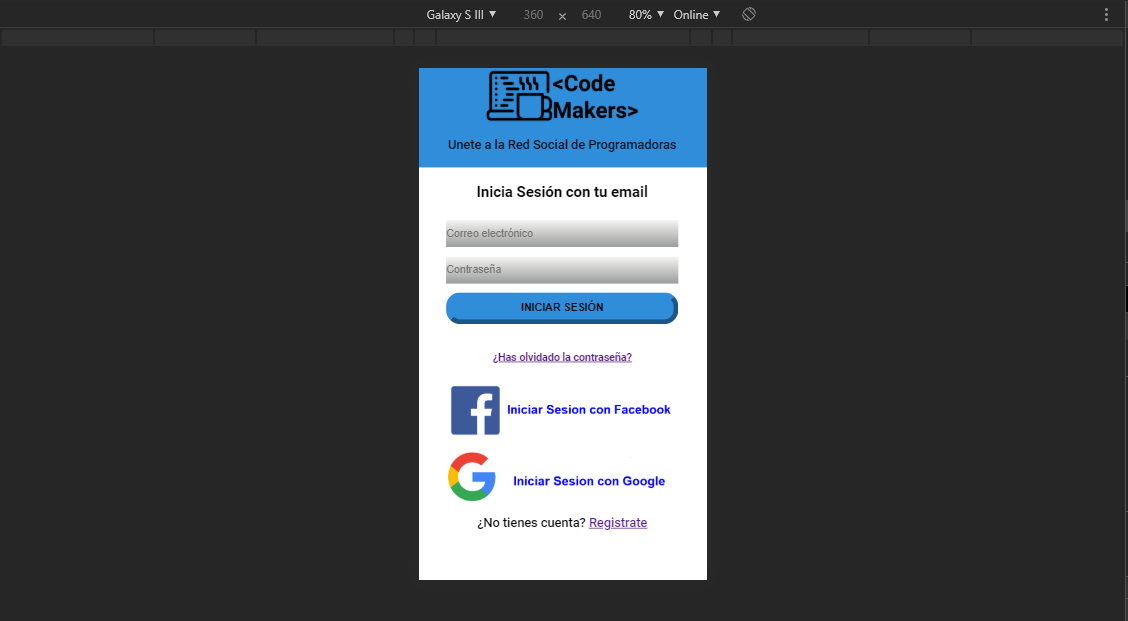 Galaxy S III ▼ 360 × 640 80% ▼ Online ▼
<Code
Makers>
Unete a la Red Social de Programadoras
Inicia Sesión con tu email
Correo electrónico
Contraseña
INICIAR SESIÓN
¿Has olvidado la contraseña?
Iniciar Sesion con Facebook
Iniciar Sesion con Google
¿No tienes cuenta? Registrate